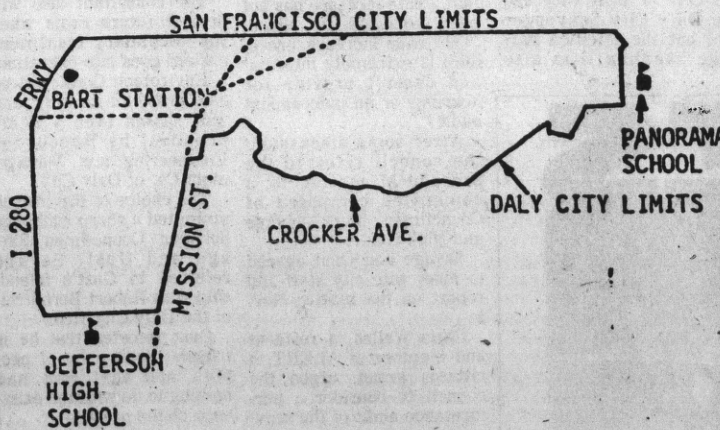 SAN FRANCISCO CITY LIMITS
FRWY
BART STATION
I 280
MISSION ST.
PANORAMA
SCHOOL
DALY CITY LIMITS
CROCKER AVE.
JEFFERSON
HIGH
SCHOOL